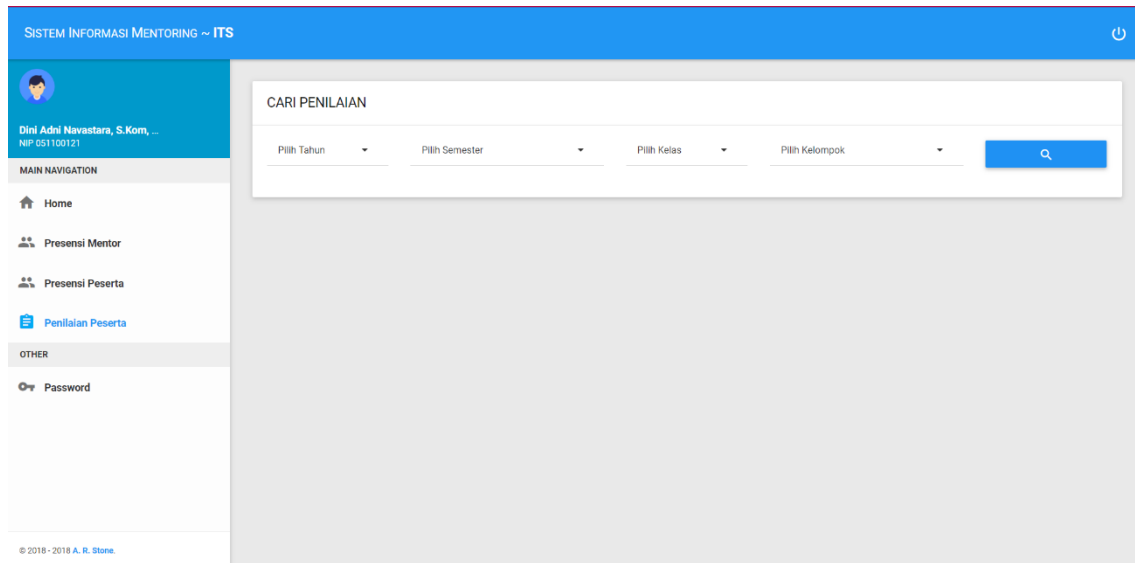 SISTEM INFORMASI MENTORING ~ ITS
Dini Adni Navastara, S.Kom, ...
NIP 051100121
MAIN NAVIGATION
Home
Presensi Mentor
Presensi Peserta
Penilaian Peserta
OTHER
Password
© 2018 - 2018 A. R. Stone.
CARI PENILAIAN
Pilih Tahun Pilih Semester Pilih Kelas Pilih Kelompok